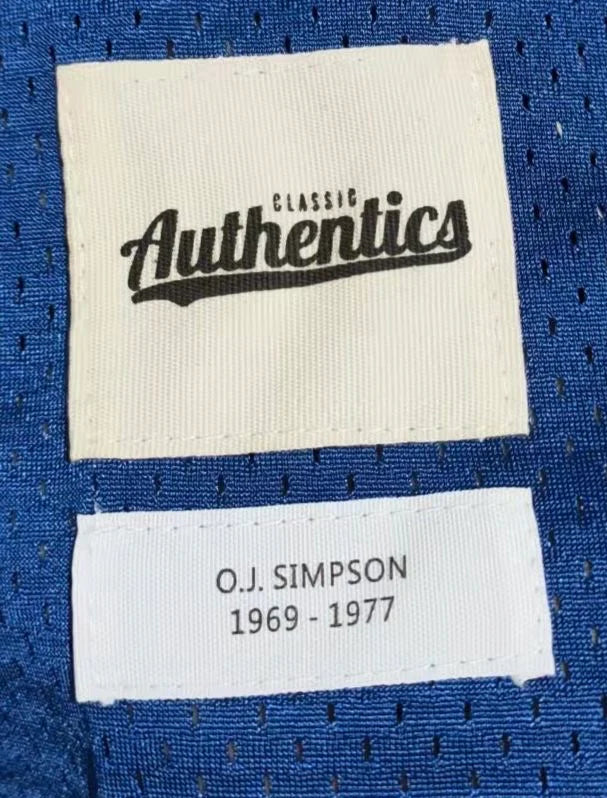 CLASSIC
Authentics
O.J. SIMPSON
1969 - 1977